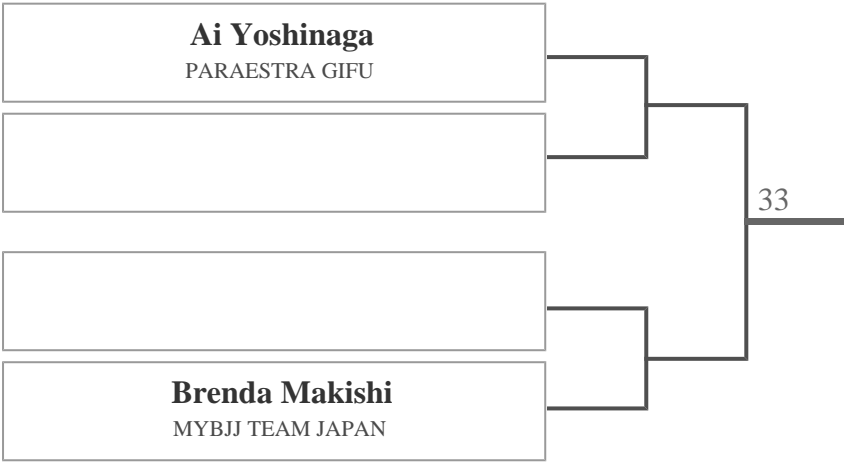 Ai Yoshinaga
PARAESTRA GIFU
33
Brenda Makishi
MYBJJ TEAM JAPAN